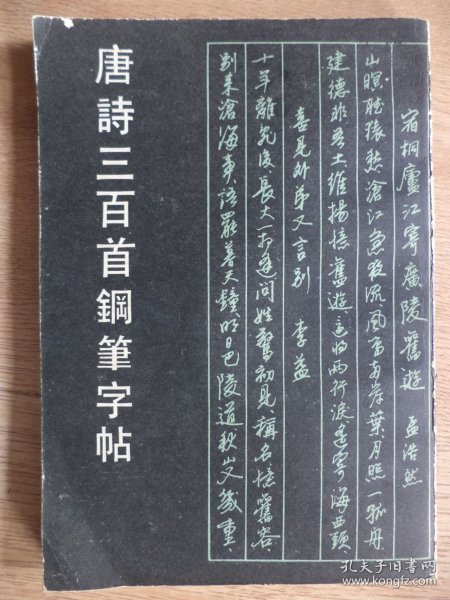 唐詩三百首鋼筆字帖
宿桐廬江寄廣陵舊遊 孟浩然
山暝聽猿愁滄江急夜流風鳴兩岸葉月照一孤舟
建德非吾土維揚憶舊遊還將兩行淚遙寄海西頭
喜見外弟又言別 李益
十年離亂後長大一相逢問姓驚初見稱名憶舊容
別來滄海事語罷暮天鐘明日巴陵道秋山又幾重
孔夫子旧书网
www.kongfz.com